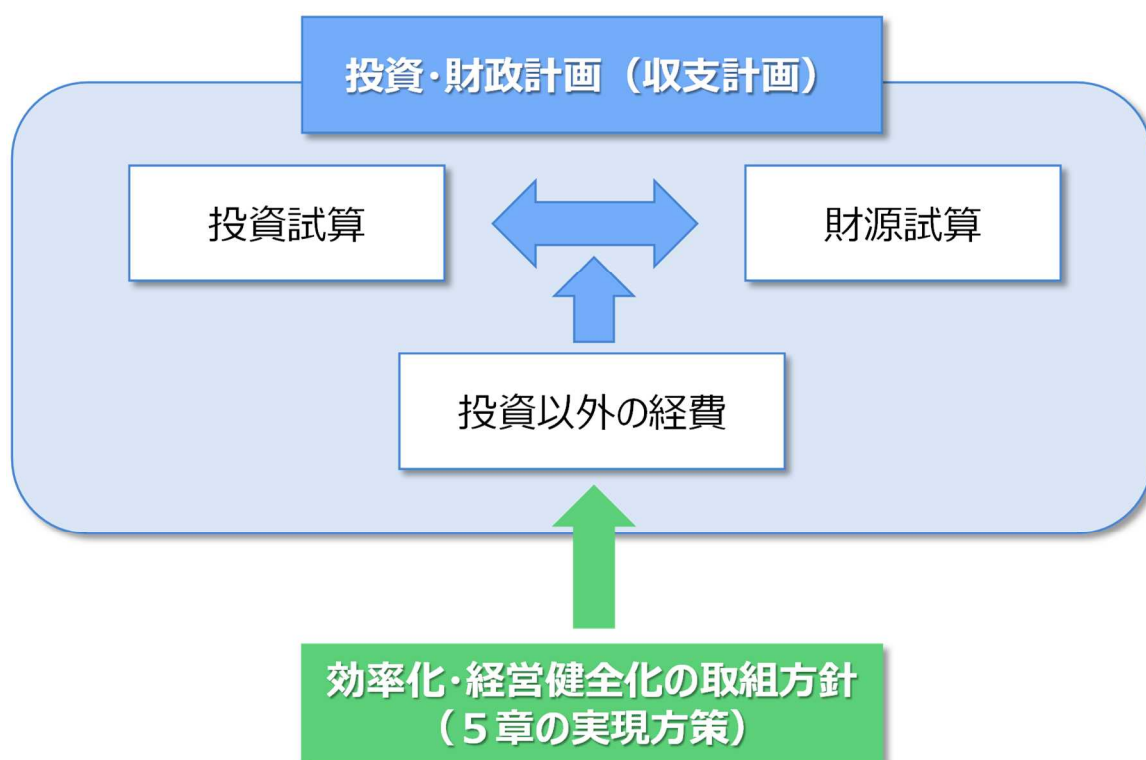 投資･財政計画（収支計画）
投資試算
財源試算
投資以外の経費
効率化･経営健全化の取組方針
（５章の実現方策）